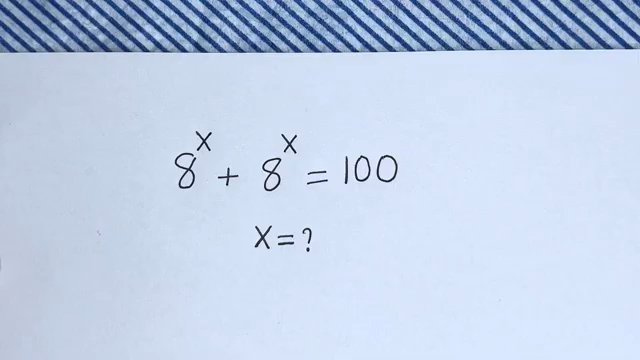 8^x + 8^x = 100
x = ?